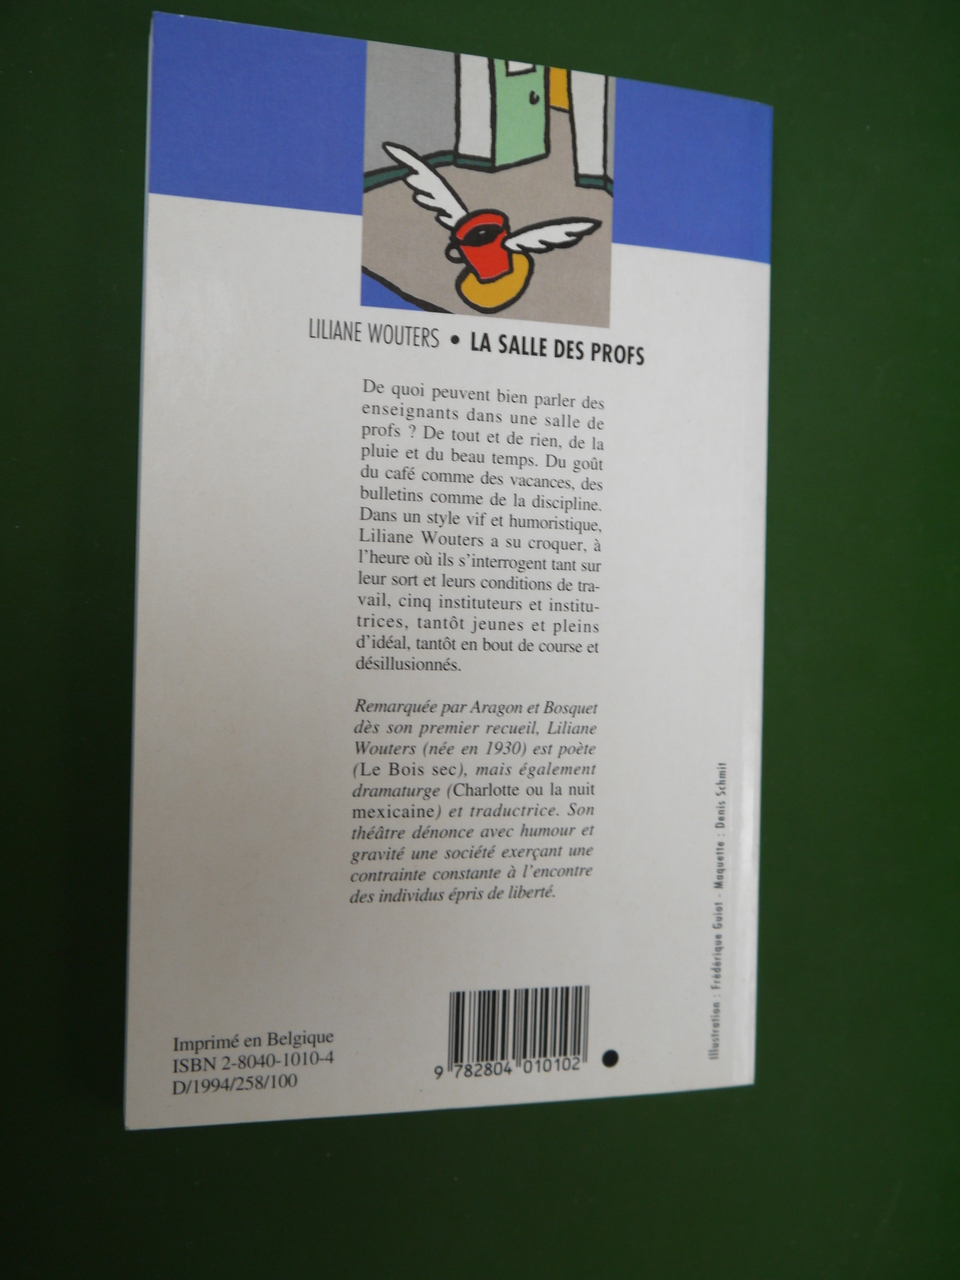 LILIANE WOUTERS • LA SALLE DES PROFS
De quoi peuvent bien parler des
enseignants dans une salle de
profs ? De tout et de rien, de la
pluie et du beau temps. Du goût
du café comme des vacances, des
bulletins comme de la discipline.
Dans un style vif et humoristique,
Liliane Wouters a su croquer, à
l'heure où ils s'interrogent tant sur
leur sort et leurs conditions de tra-
vail, cinq instituteurs et institu-
trices, tantôt jeunes et pleins
d'idéal, tantôt en bout de course et
désillusionnés.
Remarquée par Aragon et Bosquet
dès son premier recueil, Liliane
Wouters (née en 1930) est poète
(Le Bois sec), mais également
dramaturge (Charlotte ou la nuit
mexicaine) et traductrice. Son
théâtre dénonce avec humour et
gravité une société exerçant une
contrainte constante à l'encontre
des individus épris de liberté.
Illustration : Frédérique Guiot - Maquette : Denis Schmit
Imprimé en Belgique
ISBN 2-8040-1010-4
D/1994/258/100
9 782804 010102